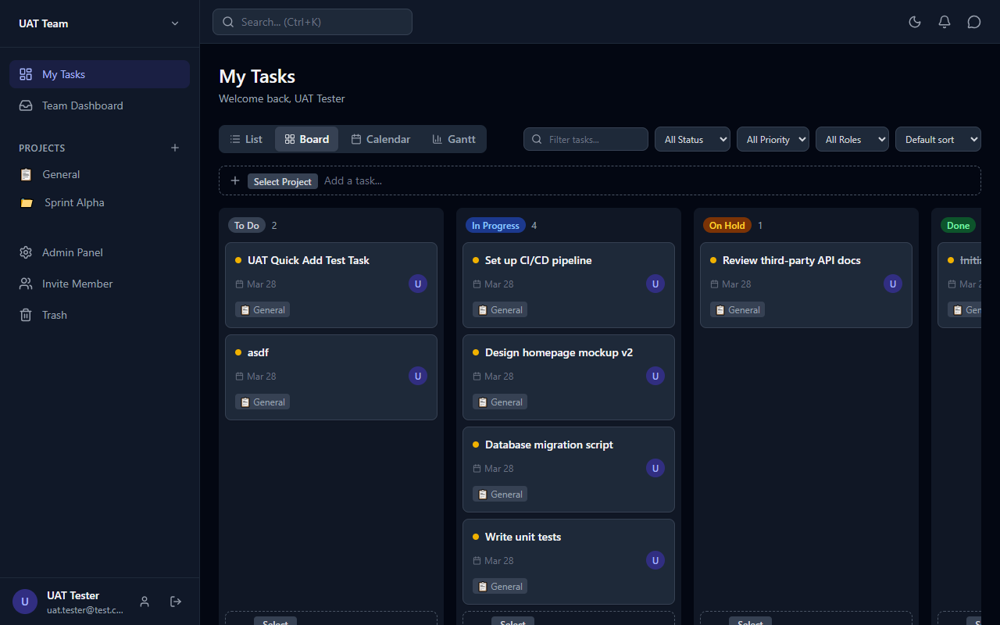 UAT Team
Search... (Ctrl+K)
My Tasks
Team Dashboard
PROJECTS
General
Sprint Alpha
Admin Panel
Invite Member
Trash
U
UAT Tester
uat.tester@test.c...
My Tasks
Welcome back, UAT Tester
List Board Calendar Gantt
Filter tasks... All Status All Priority All Roles Default sort
Select Project Add a task...
To Do 2
UAT Quick Add Test Task
Mar 28 U
General
asdf
Mar 28 U
General
Select
In Progress 4
Set up CI/CD pipeline
Mar 28 U
General
Design homepage mockup v2
Mar 28 U
General
Database migration script
Mar 28 U
General
Write unit tests
Mar 28 U
General
Select
On Hold 1
Review third-party API docs
Mar 28 U
General
Select
Done